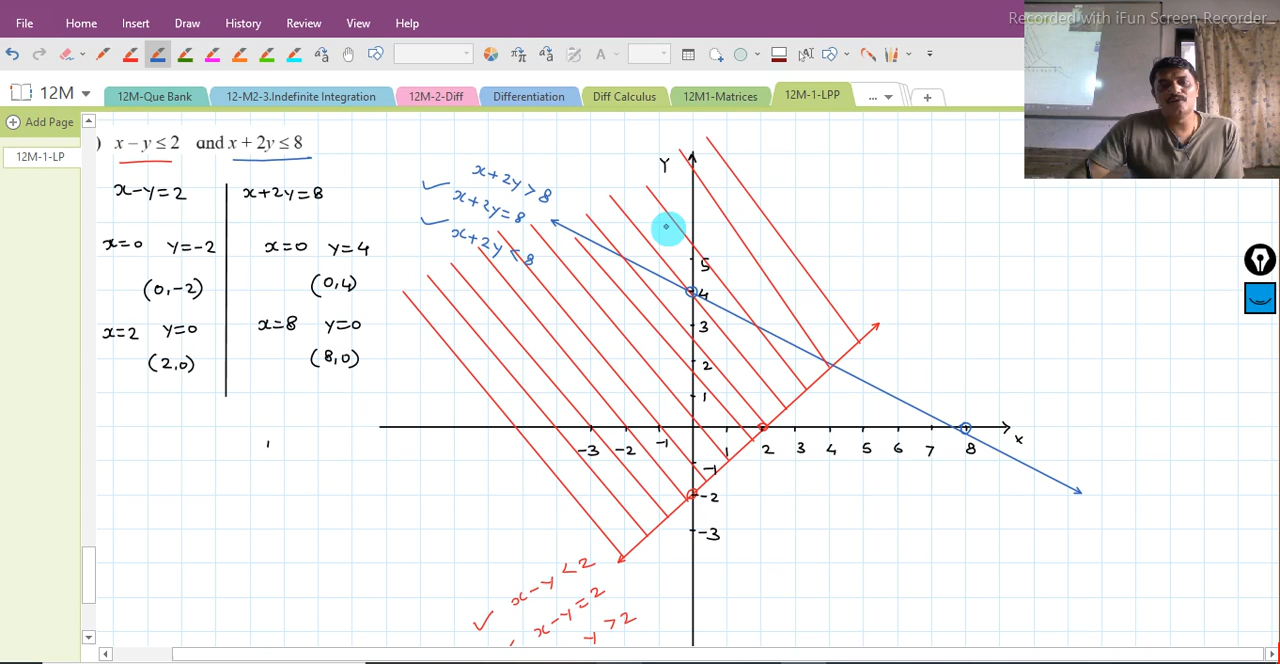 File Home Insert Draw History Review View Help
Recorded with iFun Screen Recorder
12M
12M-Que Bank 12-M2-3.Indefinite Integration 12M-2-Diff Differentiation Diff Calculus 12M1-Matrices 12M-1-LPP ...
Add Page
12M-1-LP
) x – y ≤ 2 and x + 2y ≤ 8
x-y=2 x+2y=8
x=0 y=-2 x=0 y=4
(0,-2) (0,4)
x=2 y=0 x=8 y=0
(2,0) (8,0)
x+2y>8
x+2y=8
x+2y<8
Y
5
4
3
2
1
-3 -2 -1 1 2 3 4 5 6 7 8 x
-1
-2
-3
x-y<2
x-y=2
y>2